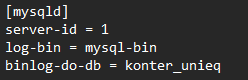 [mysqld]
server-id = 1
log-bin = mysql-bin
binlog-do-db = konter_unieq